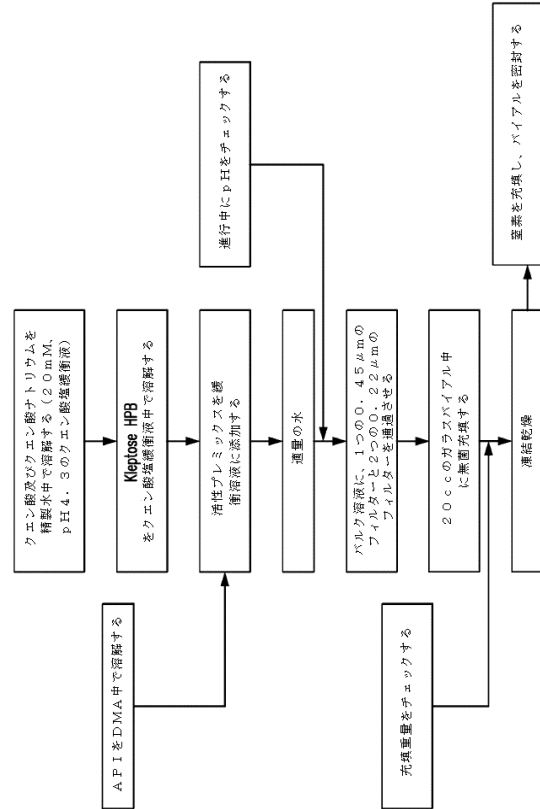 クエン酸及びクエン酸ナトリウムを
精製水中で溶解する(20mM、
pH4.3のクエン酸塩緩衝液)
Kleptose HPB
をクエン酸塩緩衝液中で溶解する
APIをDMA中で溶解する
活性プレミックスを緩
衝溶液に添加する
適量の水
進行中にpHをチェックする
バルク溶液に、1つの0.45μmの
フィルターと2つの0.22μmの
フィルターを通過させる
20ccのガラスバイアル中
に無菌充填する
充填重量をチェックする
凍結乾燥
窒素を充填し、バイアルを密封する